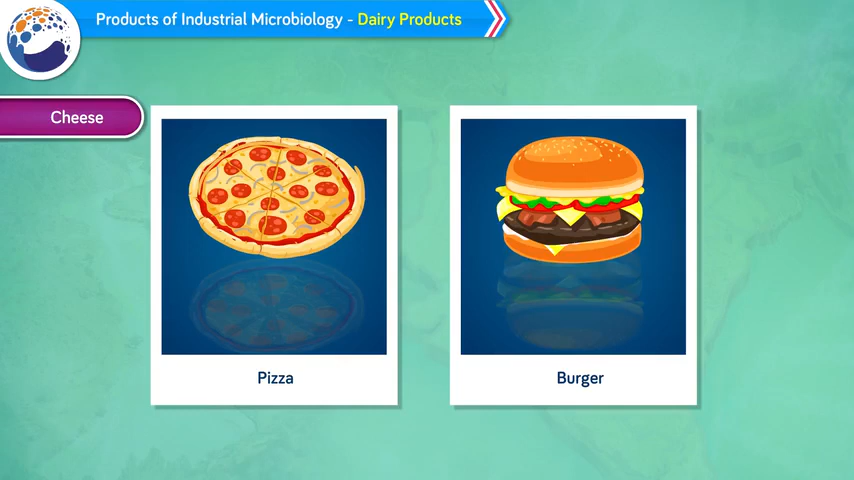 Products of Industrial Microbiology - Dairy Products
Cheese
Pizza
Burger